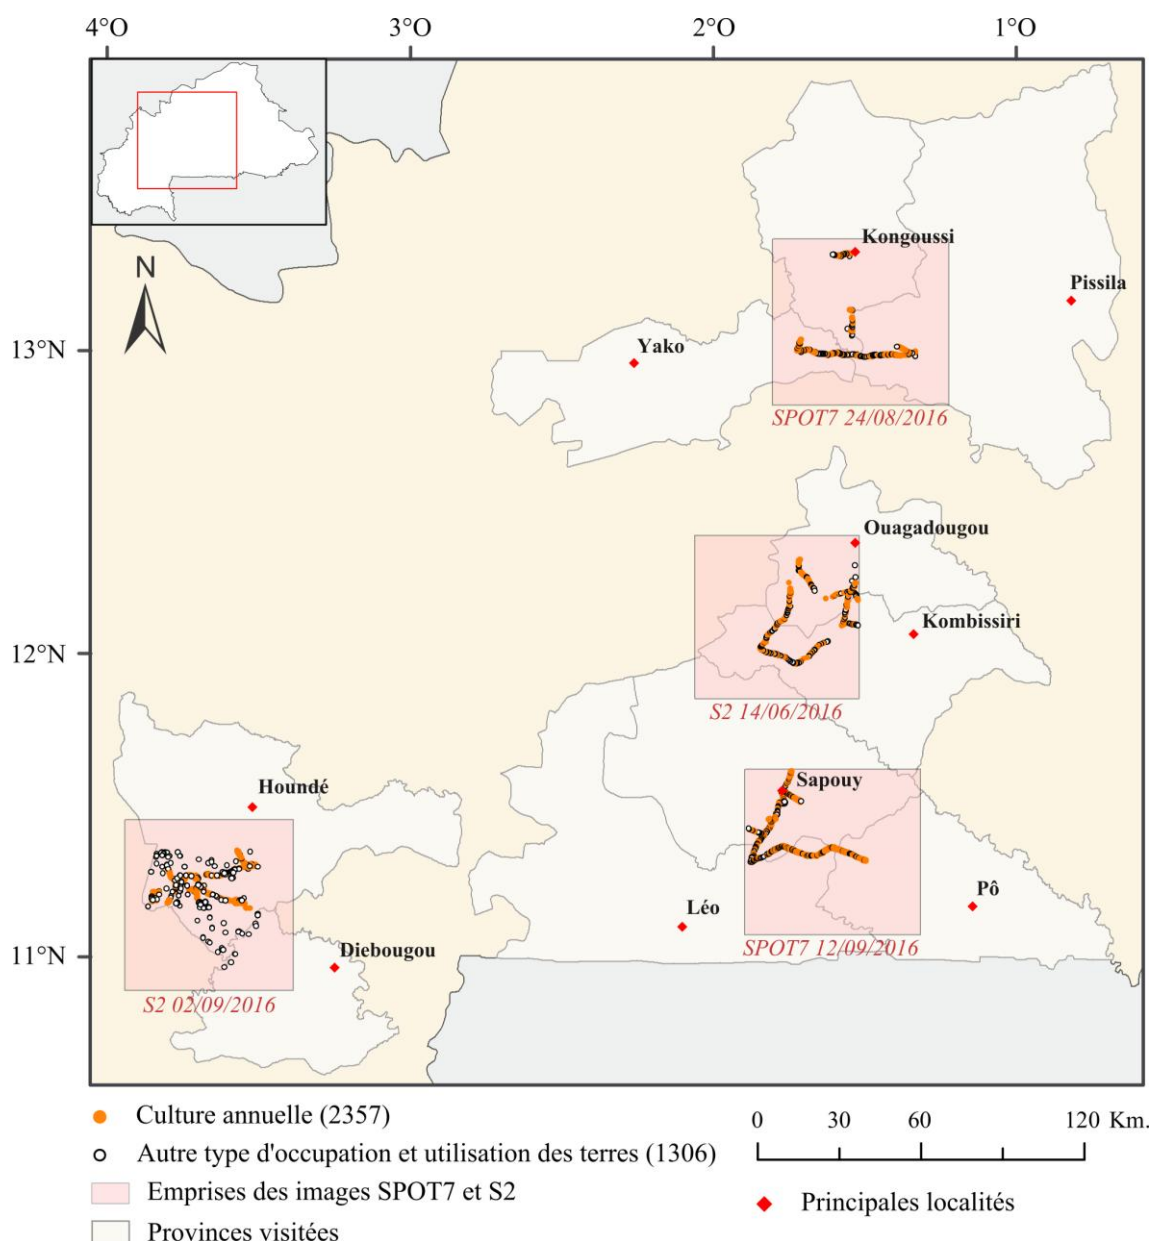 4°O 3°O 2°O 1°O
N
Kongoussi
Pissila
13°N
Yako
SPOT7 24/08/2016
Ouagadougou
Kombissiri
12°N
S2 14/06/2016
Houndé
Sapouy
Léo
Pô
11°N
Diebougou
SPOT7 12/09/2016
S2 02/09/2016
Culture annuelle (2357)
0 30 60 120 Km.
Autre type d'occupation et utilisation des terres (1306)
Emprises des images SPOT7 et S2
Principales localités
Provinces visitées